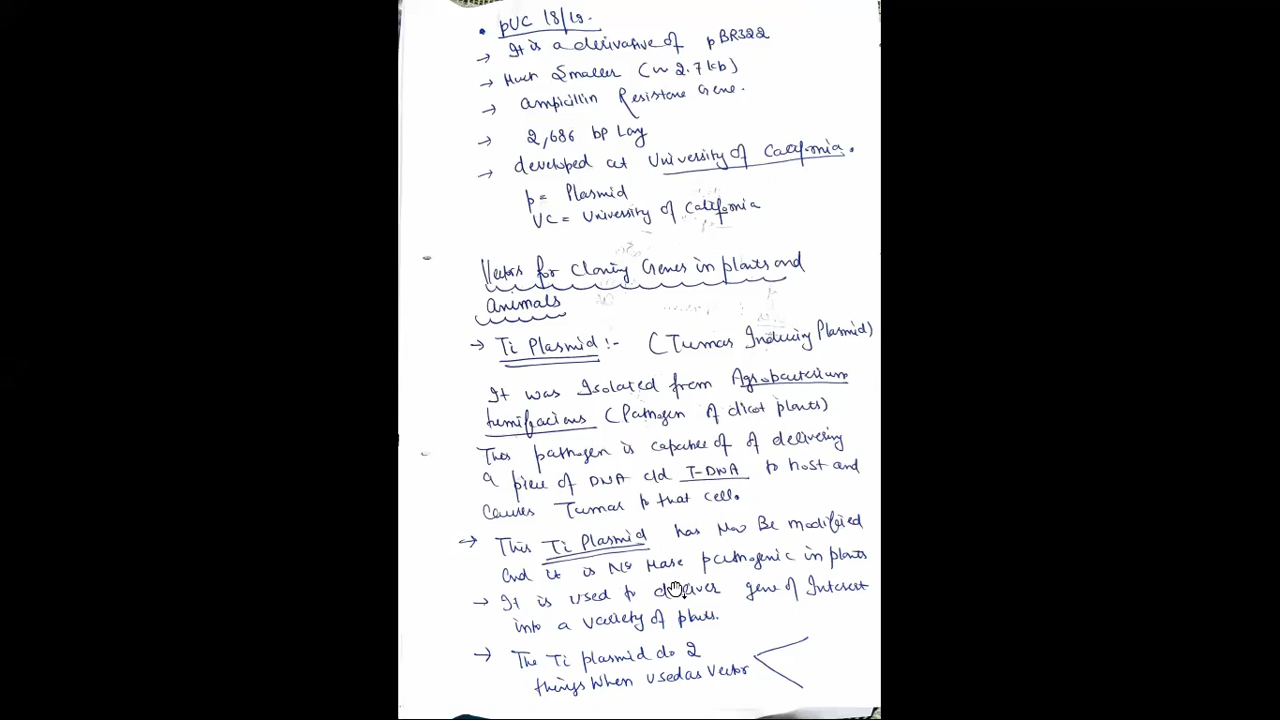 • pUC 18/19.
→ It is a derivative of pBR322
→ Much Smaller (~ 2.7 kb)
→ Ampicillin Resistance Gene.
→ 2,686 bp Long
→ developed at University of California.
p = Plasmid
UC = University of California
Vectors for Cloning Genes in plants and
animals
→ Ti Plasmid :- (Tumor Inducing Plasmid)
It was Isolated from Agrobacterium
tumifacious (Pathogen of dicot plants)
This pathogen is capable of of delivering
a piece of DNA c/d T-DNA to host and
causes Tumor to that cell.
→ This Ti Plasmid has Now Be modified
and it is No More pathogenic in plants
→ It is used to deliver gene of Interest
into a variety of plants.
→ The Ti plasmid do 2
things When used as Vector